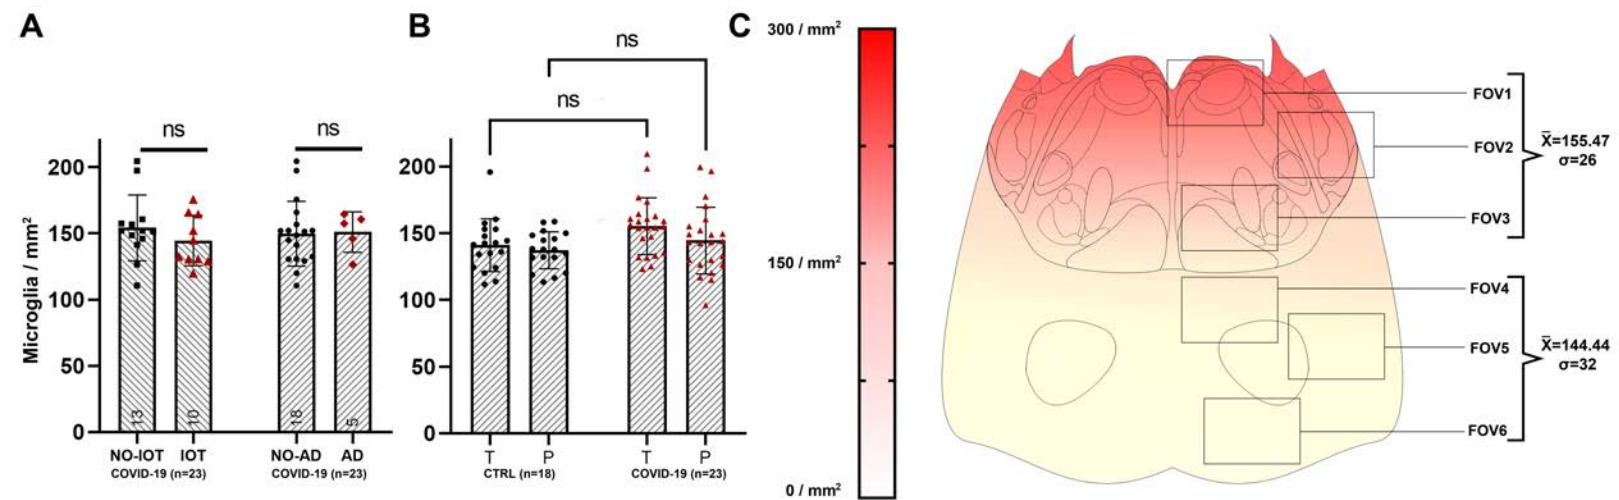 A
Microglia / mm²
200
150
100
50
0
ns
ns
13
10
18
5
NO-IOT IOT
COVID-19 (n=23)
NO-AD AD
COVID-19 (n=23)
B
ns
ns
200
150
100
50
0
T P
CTRL (n=18)
T P
COVID-19 (n=23)
C
300 / mm²
150 / mm²
0 / mm²
FOV1
FOV2
FOV3
X̅=155.47
σ=26
FOV4
FOV5
FOV6
X̅=144.44
σ=32